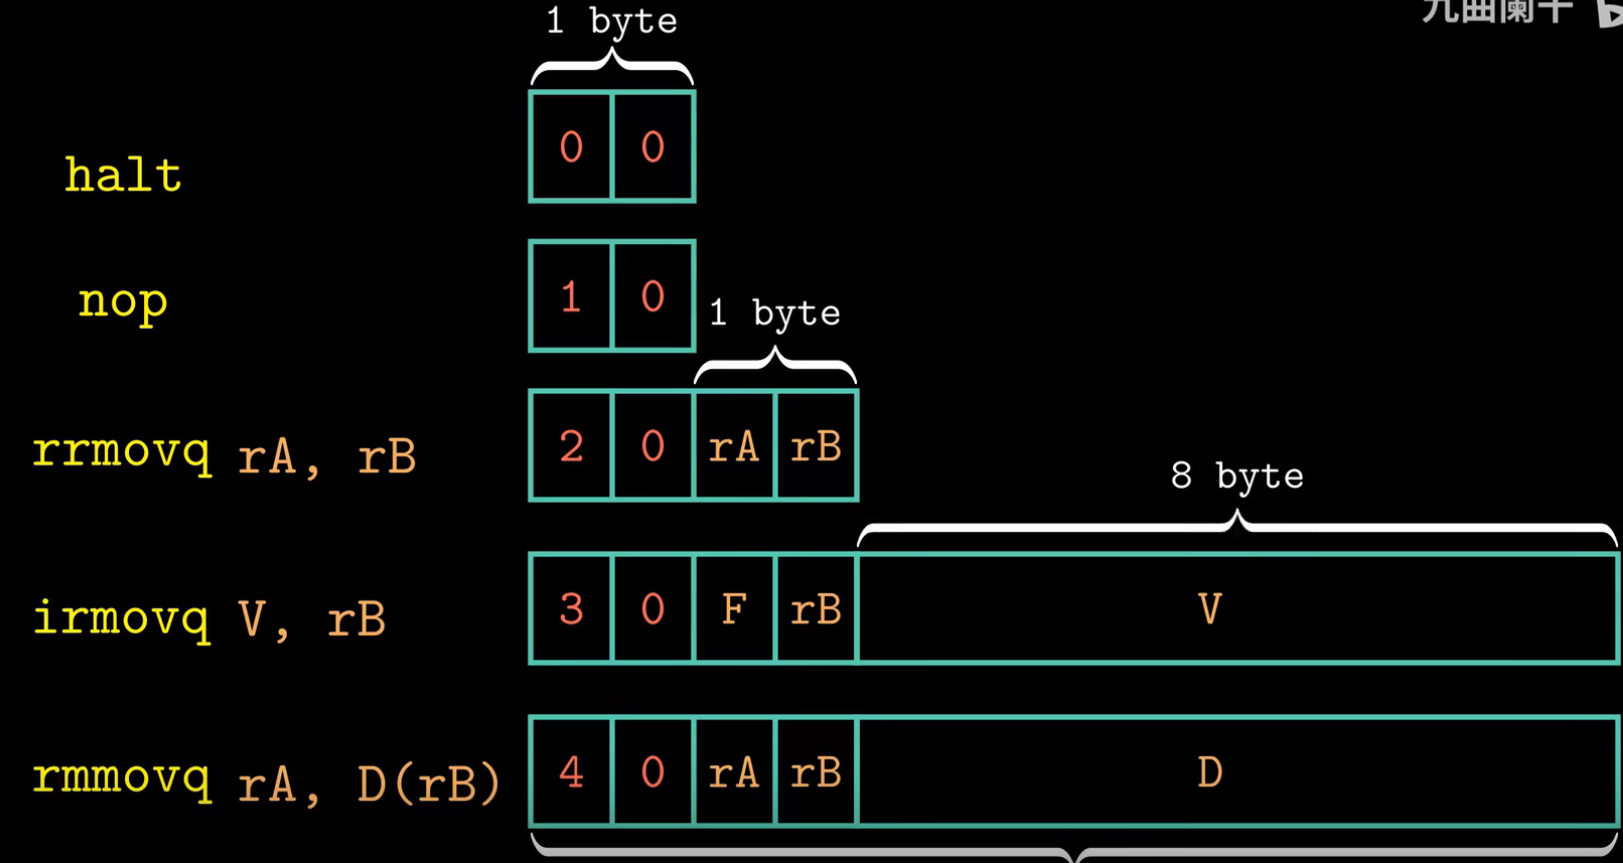 九曲阑干
1 byte
halt 0 0
nop 1 0
1 byte
rrmovq rA, rB 2 0 rA rB
8 byte
irmovq V, rB 3 0 F rB V
rmmovq rA, D(rB) 4 0 rA rB D